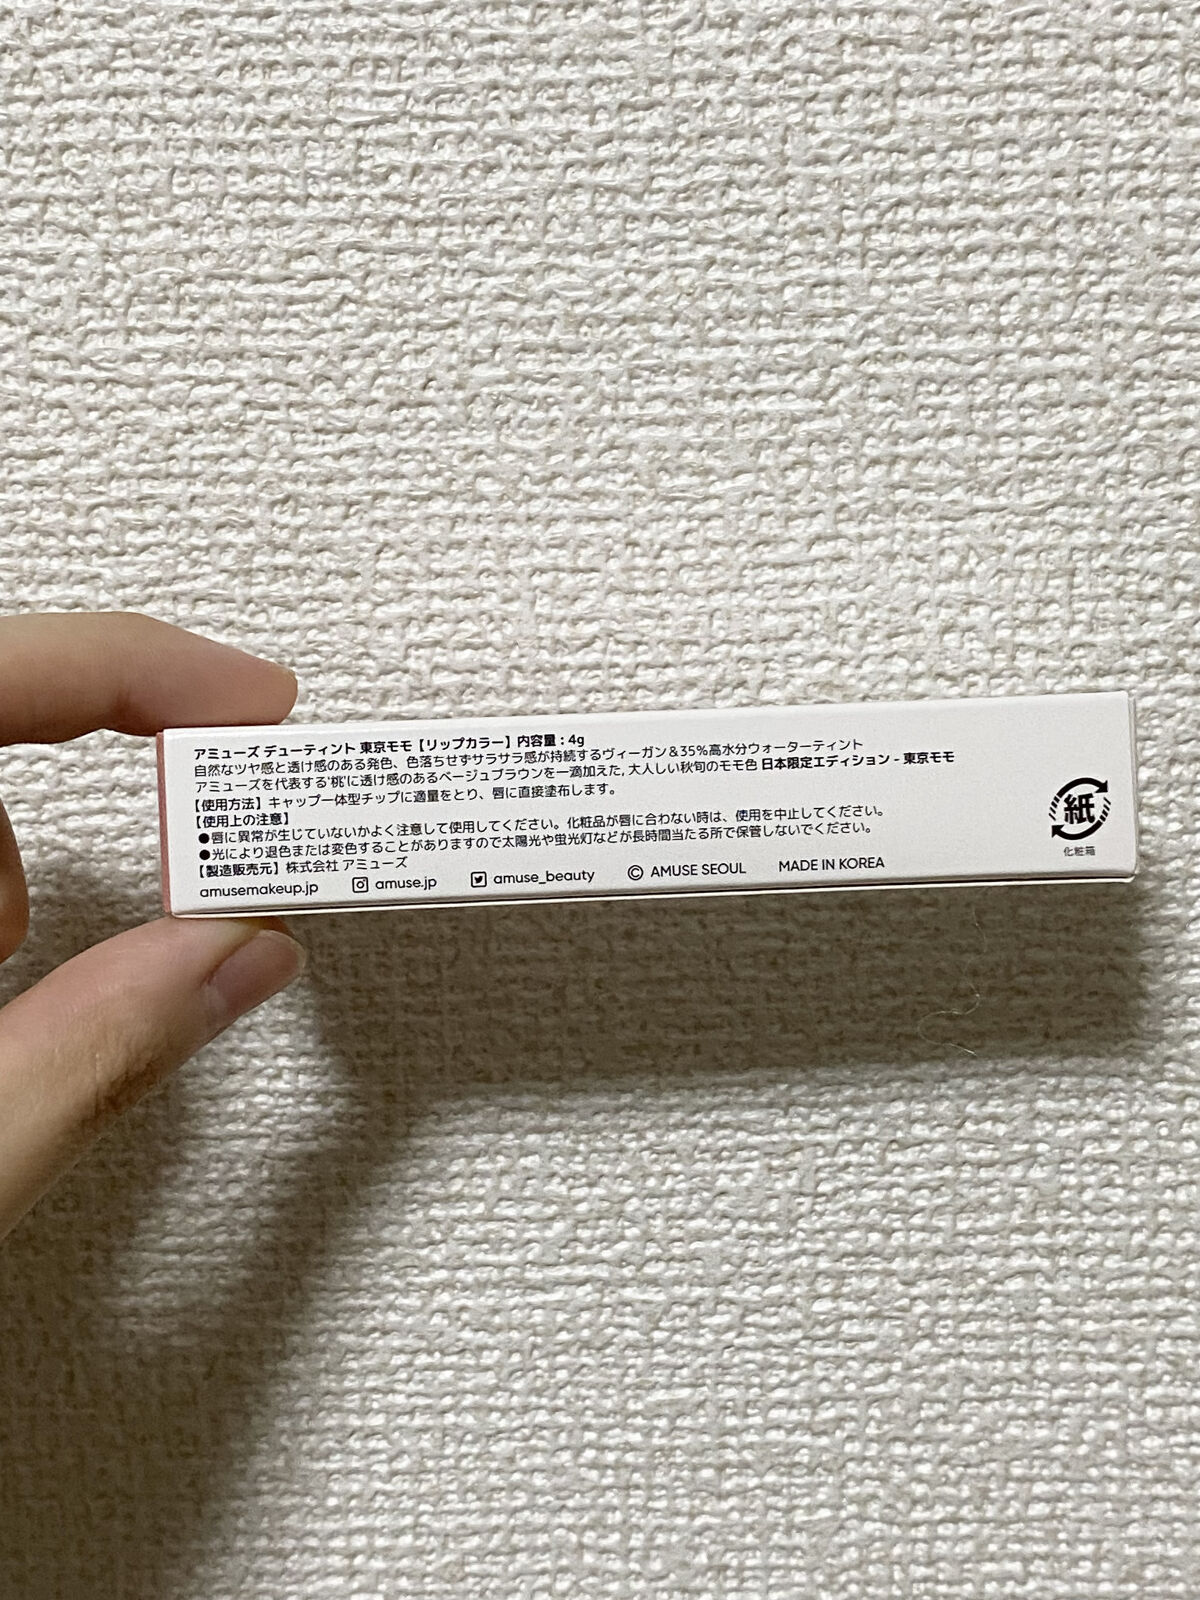 アミューズ デューティント 東京モモ【リップカラー】内容量：4g
自然なツヤ感と透け感のある発色、色落ちせずサラサラ感が持続するヴィーガン＆35%高水分ウォーターティント
アミューズを代表する'桃'に透け感のあるベージュブラウンを一滴加えた, 大人しい秋旬のモモ色 日本限定エディション - 東京モモ
【使用方法】キャップ一体型チップに適量をとり、唇に直接塗布します。
【使用上の注意】
●唇に異常が生じていないかよく注意して使用してください。化粧品が唇に合わない時は、使用を中止してください。
●光により退色または変色することがありますので太陽光や蛍光灯などが長時間当たる所で保管しないでください。
【製造販売元】株式会社 アミューズ
amusemakeup.jp amuse.jp amuse_beauty © AMUSE SEOUL MADE IN KOREA
紙
化粧箱